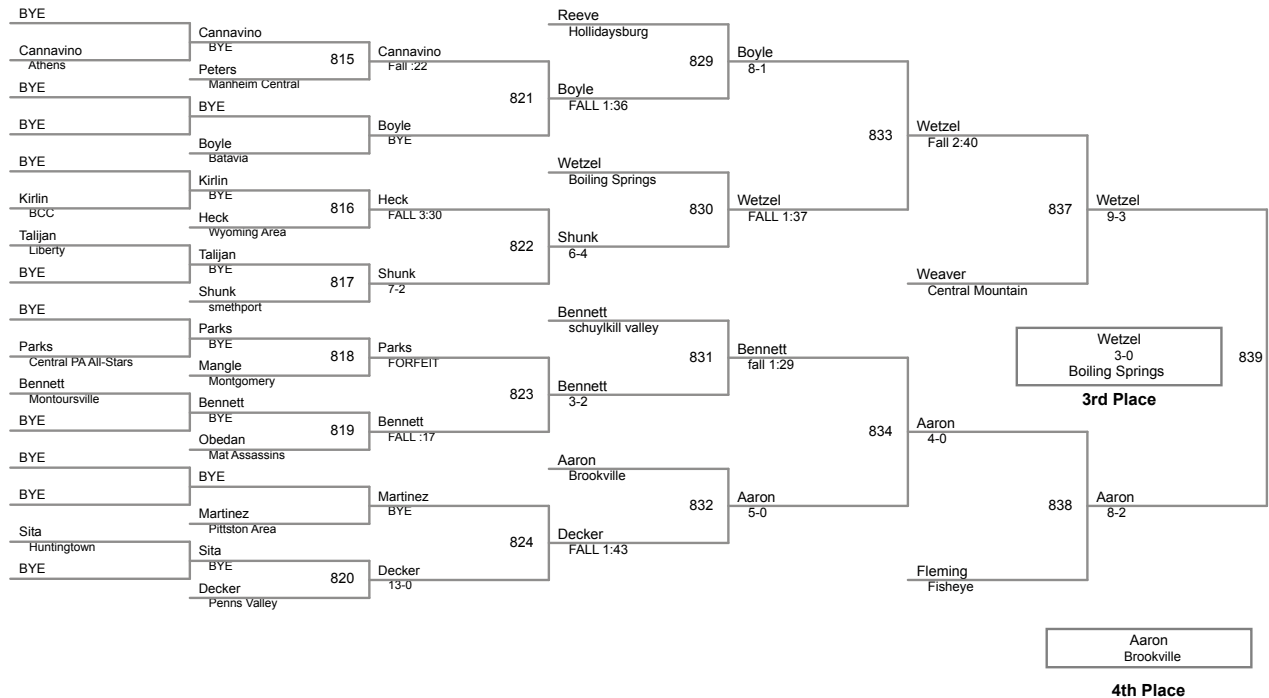 BYE
Cannavino
Athens
BYE
BYE
BYE
Kirlin
BCC
Talijan
Liberty
BYE
BYE
Parks
Central PA All-Stars
Bennett
Montoursville
BYE
BYE
BYE
Sita
Huntingtown
BYE
Cannavino
BYE
815
Peters
Manheim Central
BYE
Boyle
Batavia
Kirlin
BYE
816
Heck
Wyoming Area
Talijan
BYE
817
Shunk
smethport
Parks
BYE
818
Mangle
Montgomery
Bennett
BYE
819
Obedan
Mat Assassins
BYE
Martinez
Pittston Area
Sita
BYE
820
Decker
Penns Valley
Cannavino
Fall :22
821
Boyle
BYE
Heck
FALL 3:30
822
Shunk
7-2
Parks
FORFEIT
823
Bennett
FALL :17
Martinez
BYE
824
Decker
13-0
Reeve
Hollidaysburg
829
Boyle
FALL 1:36
Wetzel
Boiling Springs
830
Shunk
6-4
Bennett
schuylkill valley
831
Bennett
3-2
Aaron
Brookville
832
Decker
FALL 1:43
Boyle
8-1
833
Wetzel
FALL 1:37
Bennett
fall 1:29
834
Aaron
5-0
Wetzel
Fall 2:40
837
Weaver
Central Mountain
Aaron
4-0
838
Fleming
Fisheye
Wetzel
9-3
839
Aaron
8-2
Wetzel
3-0
Boiling Springs
3rd Place
Aaron
Brookville
4th Place